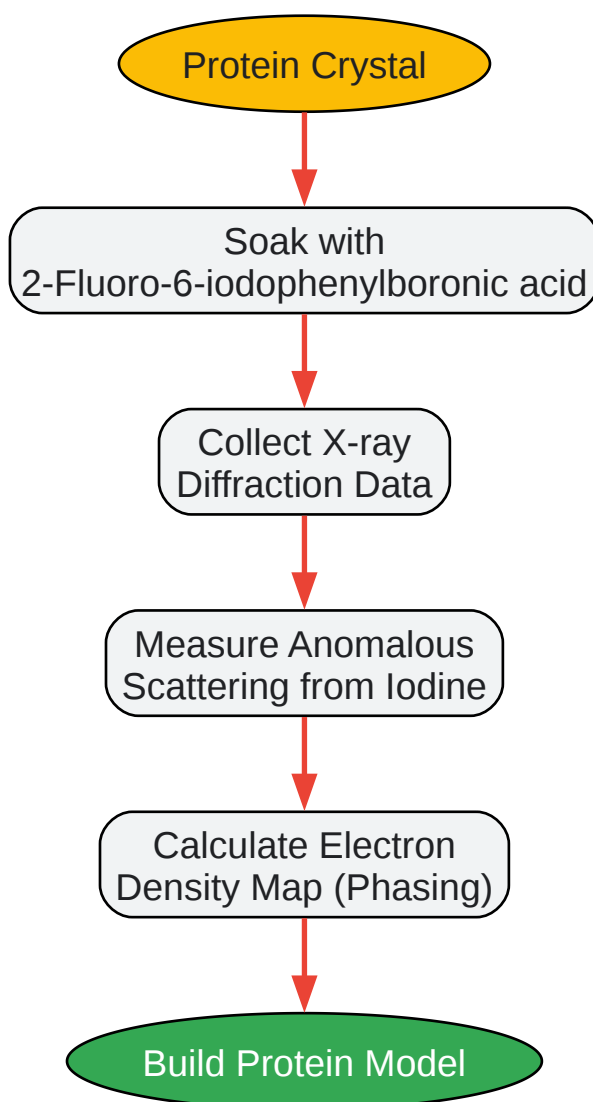 Protein Crystal
Soak with
2-Fluoro-6-iodophenylboronic acid
Collect X-ray
Diffraction Data
Measure Anomalous
Scattering from Iodine
Calculate Electron
Density Map (Phasing)
Build Protein Model